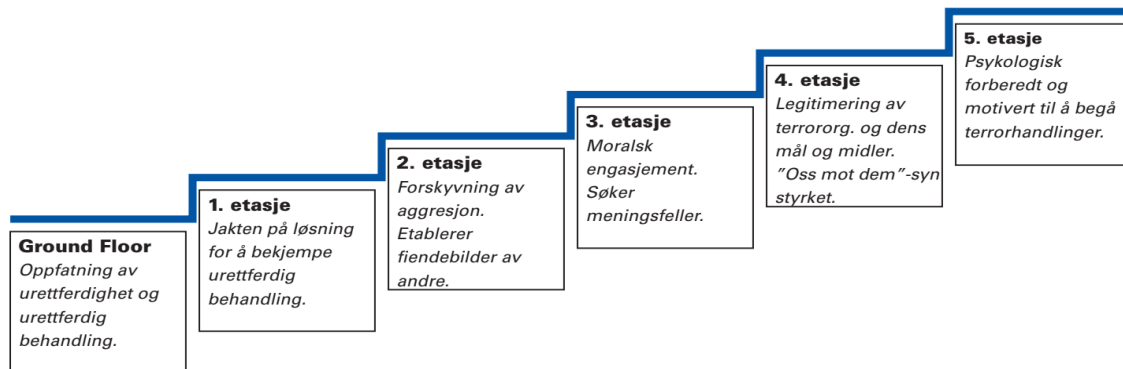 Ground Floor
Oppfatning av
urettferdighet og
urettferdig
behandling.
1. etasje
Jakten på løsning
for å bekjempe
urettferdig
behandling.
2. etasje
Forskyvning av
aggresjon.
Etablerer
fiendebilder av
andre.
3. etasje
Moralsk
engasjement.
Søker
meningsfeller.
4. etasje
Legitimering av
terrororg. og dens
mål og midler.
”Oss mot dem”-syn
styrket.
5. etasje
Psykologisk
forberedt og
motivert til å begå
terrorhandlinger.